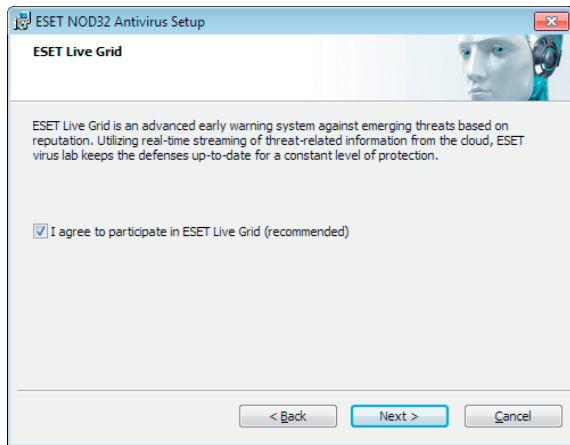 ESET NOD32 Antivirus Setup
ESET Live Grid
ESET Live Grid is an advanced early warning system against emerging threats based on
reputation. Utilizing real-time streaming of threat-related information from the cloud, ESET
virus lab keeps the defenses up-to-date for a constant level of protection.
I agree to participate in ESET Live Grid (recommended)
< Back Next > Cancel